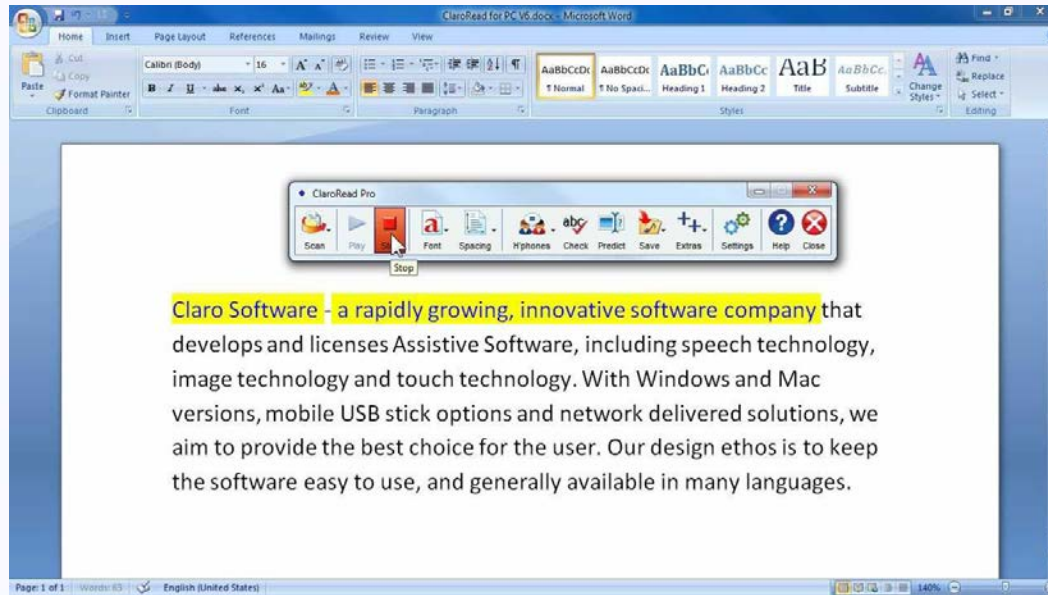 ClaroRead for PC V6.docx - Microsoft Word
Home Insert Page Layout References Mailings Review View
Cut
Copy
Format Painter
Paste
Calibri (Body) 16
Clipboard Font Paragraph Styles Editing
AaBbCcDc AaBbCcDc AaBbC AaBbCc AaB AaBbCc.
¶ Normal ¶ No Spaci... Heading 1 Heading 2 Title Subtitle
Change Styles
Find
Replace
Select
ClaroRead Pro
Scan Play Font Spacing H'phones Check Predict Save Extras Settings Help Close
Stop
Claro Software - a rapidly growing, innovative software company that
develops and licenses Assistive Software, including speech technology,
image technology and touch technology. With Windows and Mac
versions, mobile USB stick options and network delivered solutions, we
aim to provide the best choice for the user. Our design ethos is to keep
the software easy to use, and generally available in many languages.
Page: 1 of 1 Words: 63 English (United States) 140%